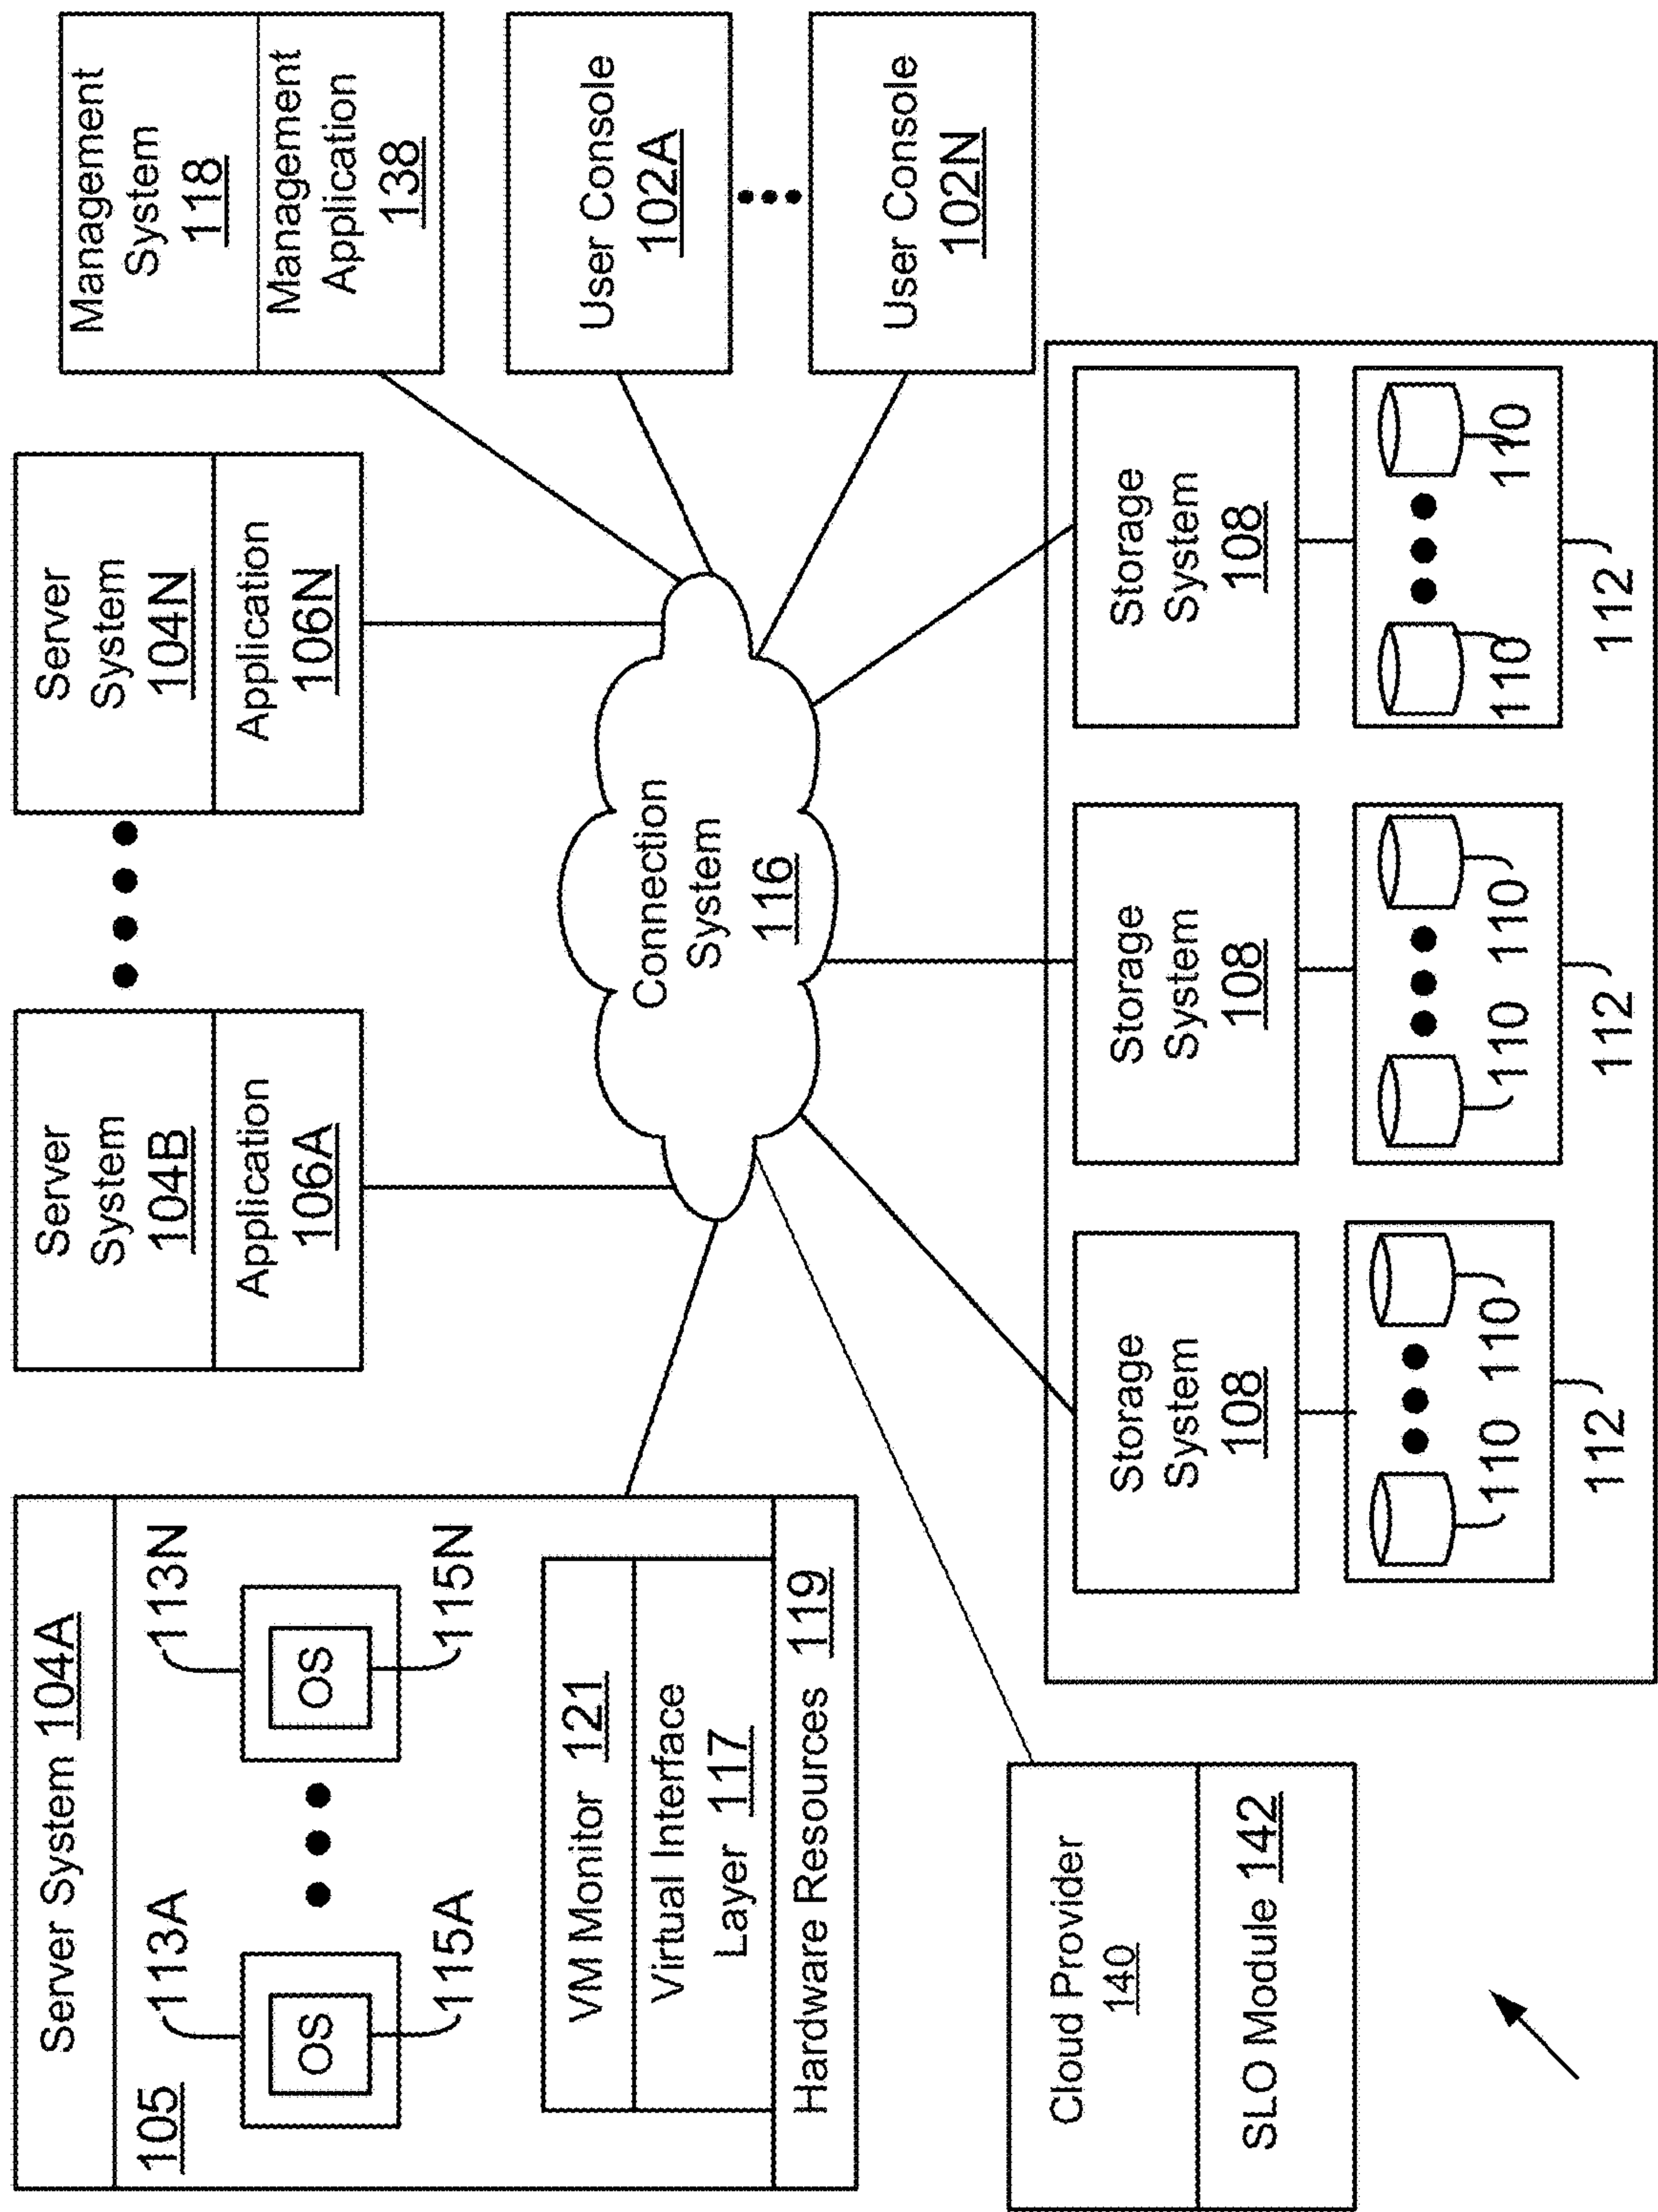 Server System 104A
105
113A
113N
OS
OS
115A
115N
VM Monitor 121
Virtual Interface
Layer 117
Hardware Resources 119
Server
System
104B
Application
106A
Server
System
104N
Application
106N
Management
System
118
Management
Application
138
User Console
102A
User Console
102N
Connection
System
116
Cloud Provider
140
SLO Module 142
Storage
System
108
110
110
112
Storage
System
108
110
110
112
Storage
System
108
110
110
112